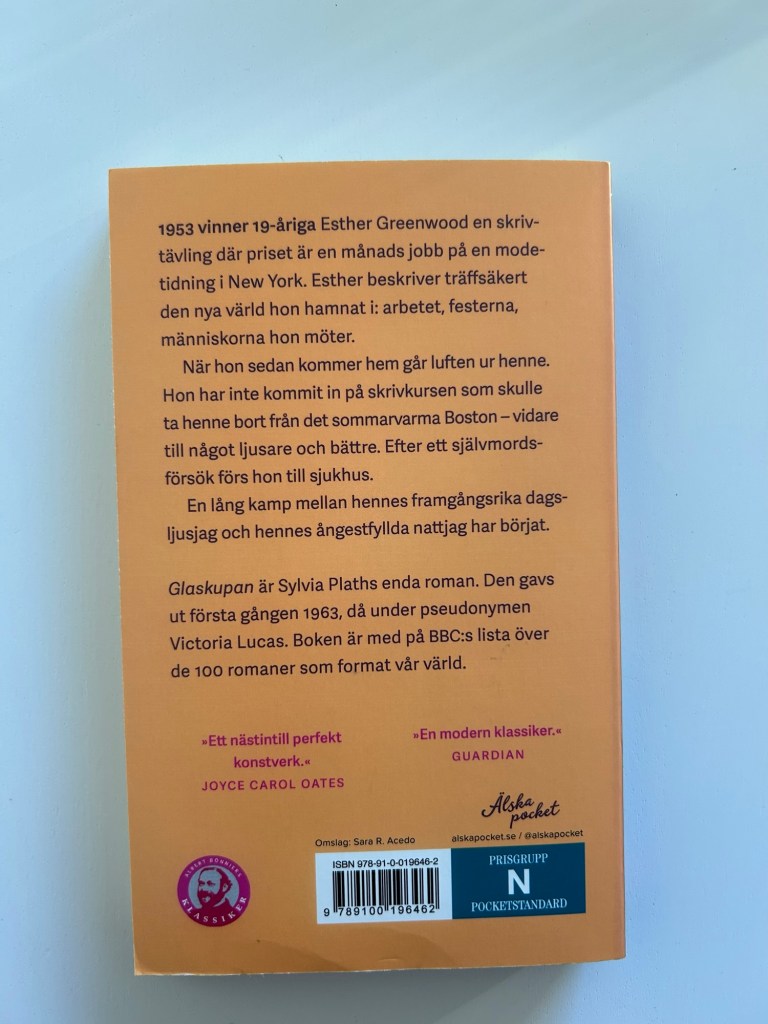 1953 vinner 19-åriga Esther Greenwood en skriv-
tävling där priset är en månads jobb på en mode-
tidning i New York. Esther beskriver träffsäkert
den nya värld hon hamnat i: arbetet, festerna,
människorna hon möter.
När hon sedan kommer hem går luften ur henne.
Hon har inte kommit in på skrivkursen som skulle
ta henne bort från det sommarvarma Boston – vidare
till något ljusare och bättre. Efter ett självmords-
försök förs hon till sjukhus.
En lång kamp mellan hennes framgångsrika dags-
ljusjag och hennes ångestfyllda nattjag har börjat.
Glaskupan är Sylvia Plaths enda roman. Den gavs
ut första gången 1963, då under pseudonymen
Victoria Lucas. Boken är med på BBC:s lista över
de 100 romaner som format vår värld.
»Ett nästintill perfekt
konstverk.«
JOYCE CAROL OATES
»En modern klassiker.«
GUARDIAN
Älska
pocket
Omslag: Sara R. Acedo
alskapocket.se / @alskapocket
ALBERT BONNIERS
KLASSIKER
ISBN 978-91-0-019646-2
9 789100 196462
PRISGRUPP
N
POCKETSTANDARD